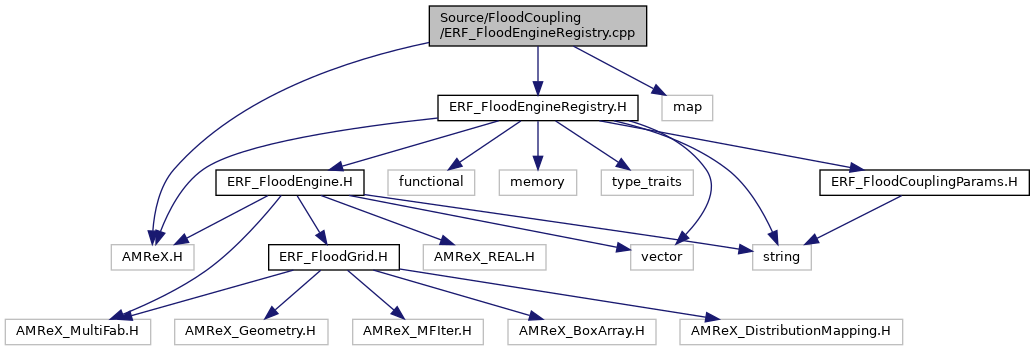 Source/FloodCoupling
/ERF_FloodEngineRegistry.cpp
ERF_FloodEngineRegistry.H
map
ERF_FloodEngine.H
functional
memory
type_traits
ERF_FloodCouplingParams.H
AMReX.H
ERF_FloodGrid.H
AMReX_REAL.H
vector
string
AMReX_MultiFab.H
AMReX_Geometry.H
AMReX_MFIter.H
AMReX_BoxArray.H
AMReX_DistributionMapping.H